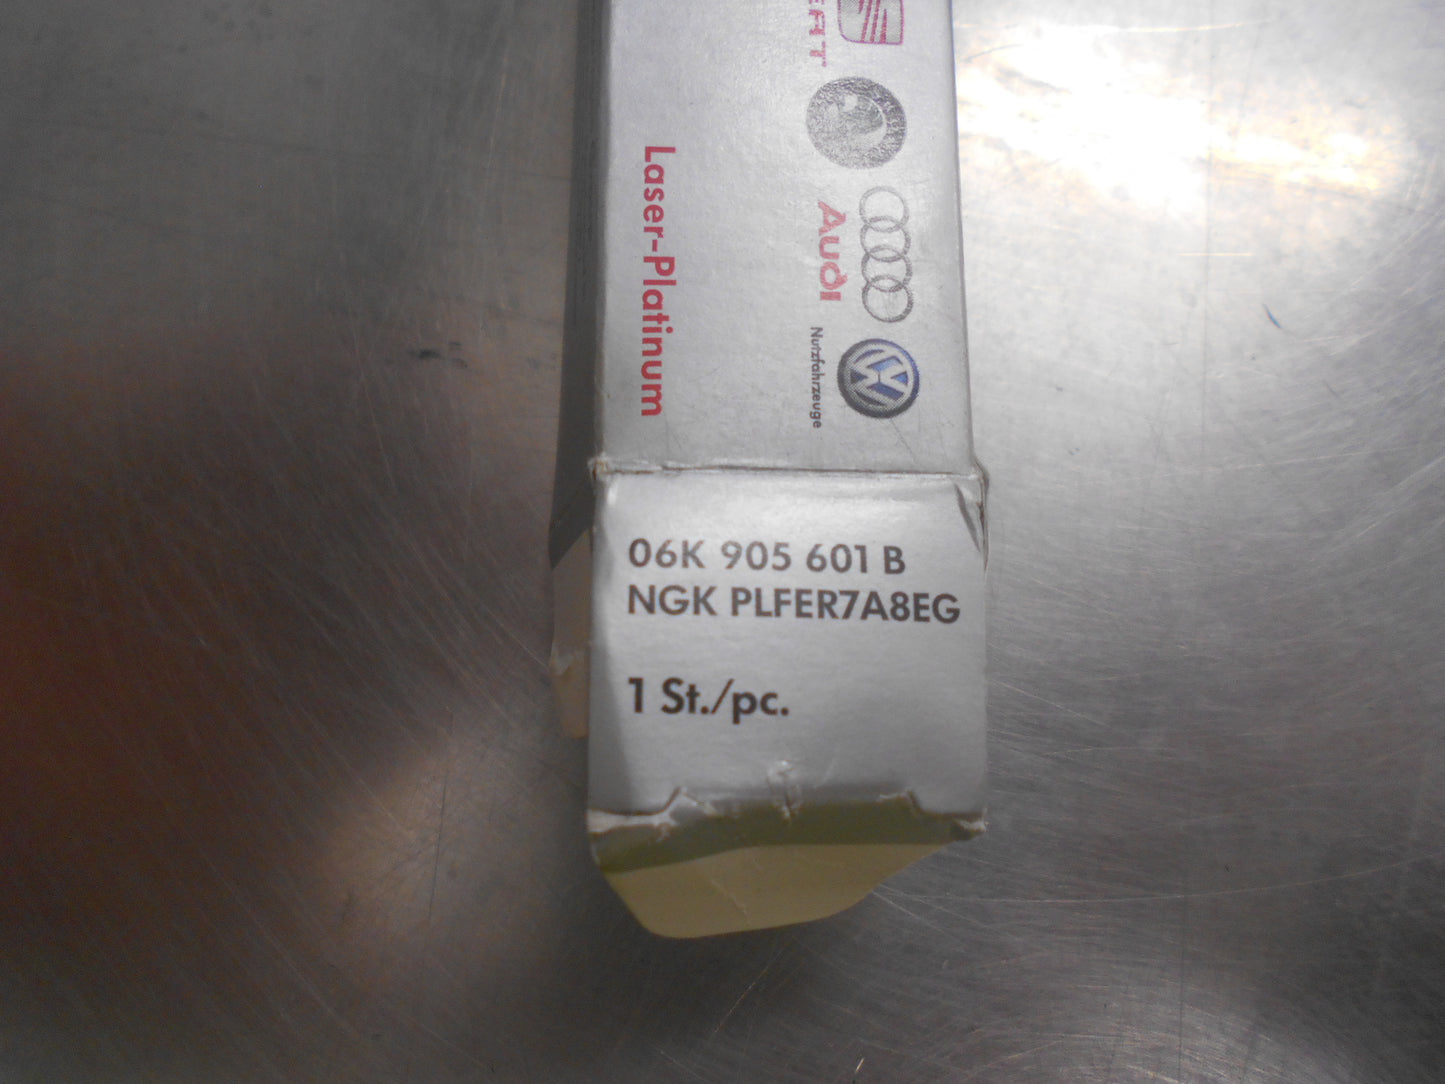 Laser-Platinum
Audi
Nutzfahrzeuge
06K 905 601 B
NGK PLFER7A8EG
1 St./pc.